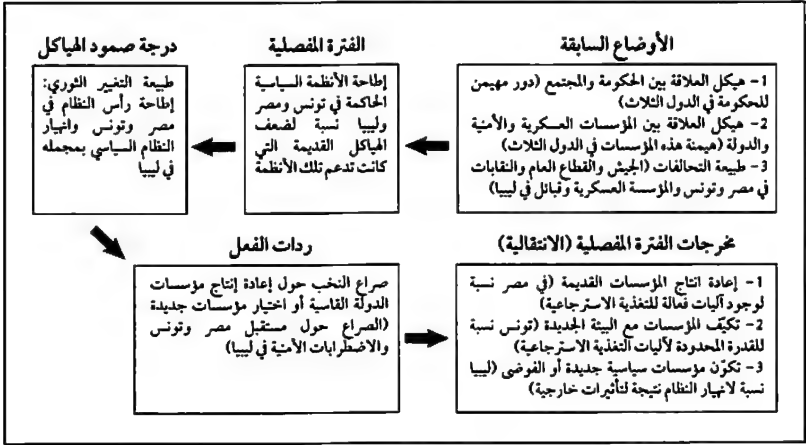 الأوضاع السابقة
1- هيكل العلاقة بين الحكومة والمجتمع (دور مهيمن
للحكومة في الدول الثلاث)
2- هيكل العلاقة بين المؤسسات العسكرية والأمنية
والدولة (هيمنة هذه المؤسسات في الدول الثلاث)
3- طبيعة التحالفات (الجيش والقطاع العام والنقابات
في مصر وتونس والمؤسسة العسكرية وقبائل في ليبيا)
الفترة المفصلية
إطاحة الأنظمة السياسية
الحاكمة في تونس ومصر
وليبيا نسبة لضعف
الهياكل القديمة التي
كانت تدعم تلك الأنظمة
درجة صمود الهياكل
طبيعة التغيير الثوري:
إطاحة رأس النظام في
مصر وتونس وانهيار
النظام السياسي بمجمله
في ليبيا
ردات الفعل
صراع النخب حول إعادة إنتاج مؤسسات
الدولة القاسية أو اختيار مؤسسات جديدة
(الصراع حول مستقبل مصر وتونس
والاضطرابات الأمنية في ليبيا)
مخرجات الفترة المفصلية (الانتقالية)
1- إعادة انتاج المؤسسات القديمة (في مصر نسبة
لوجود آليات فعالة للتغذية الاسترجاعية)
2- تكيّف المؤسسات مع البيئة الجديدة (تونس نسبة
للقدرة المحدودة لآليات التغذية الاسترجاعية)
3- تكوّن مؤسسات سياسية جديدة أو الفوضى (ليبيا
نسبة لانهيار النظام نتيجة لتأثيرات خارجية)